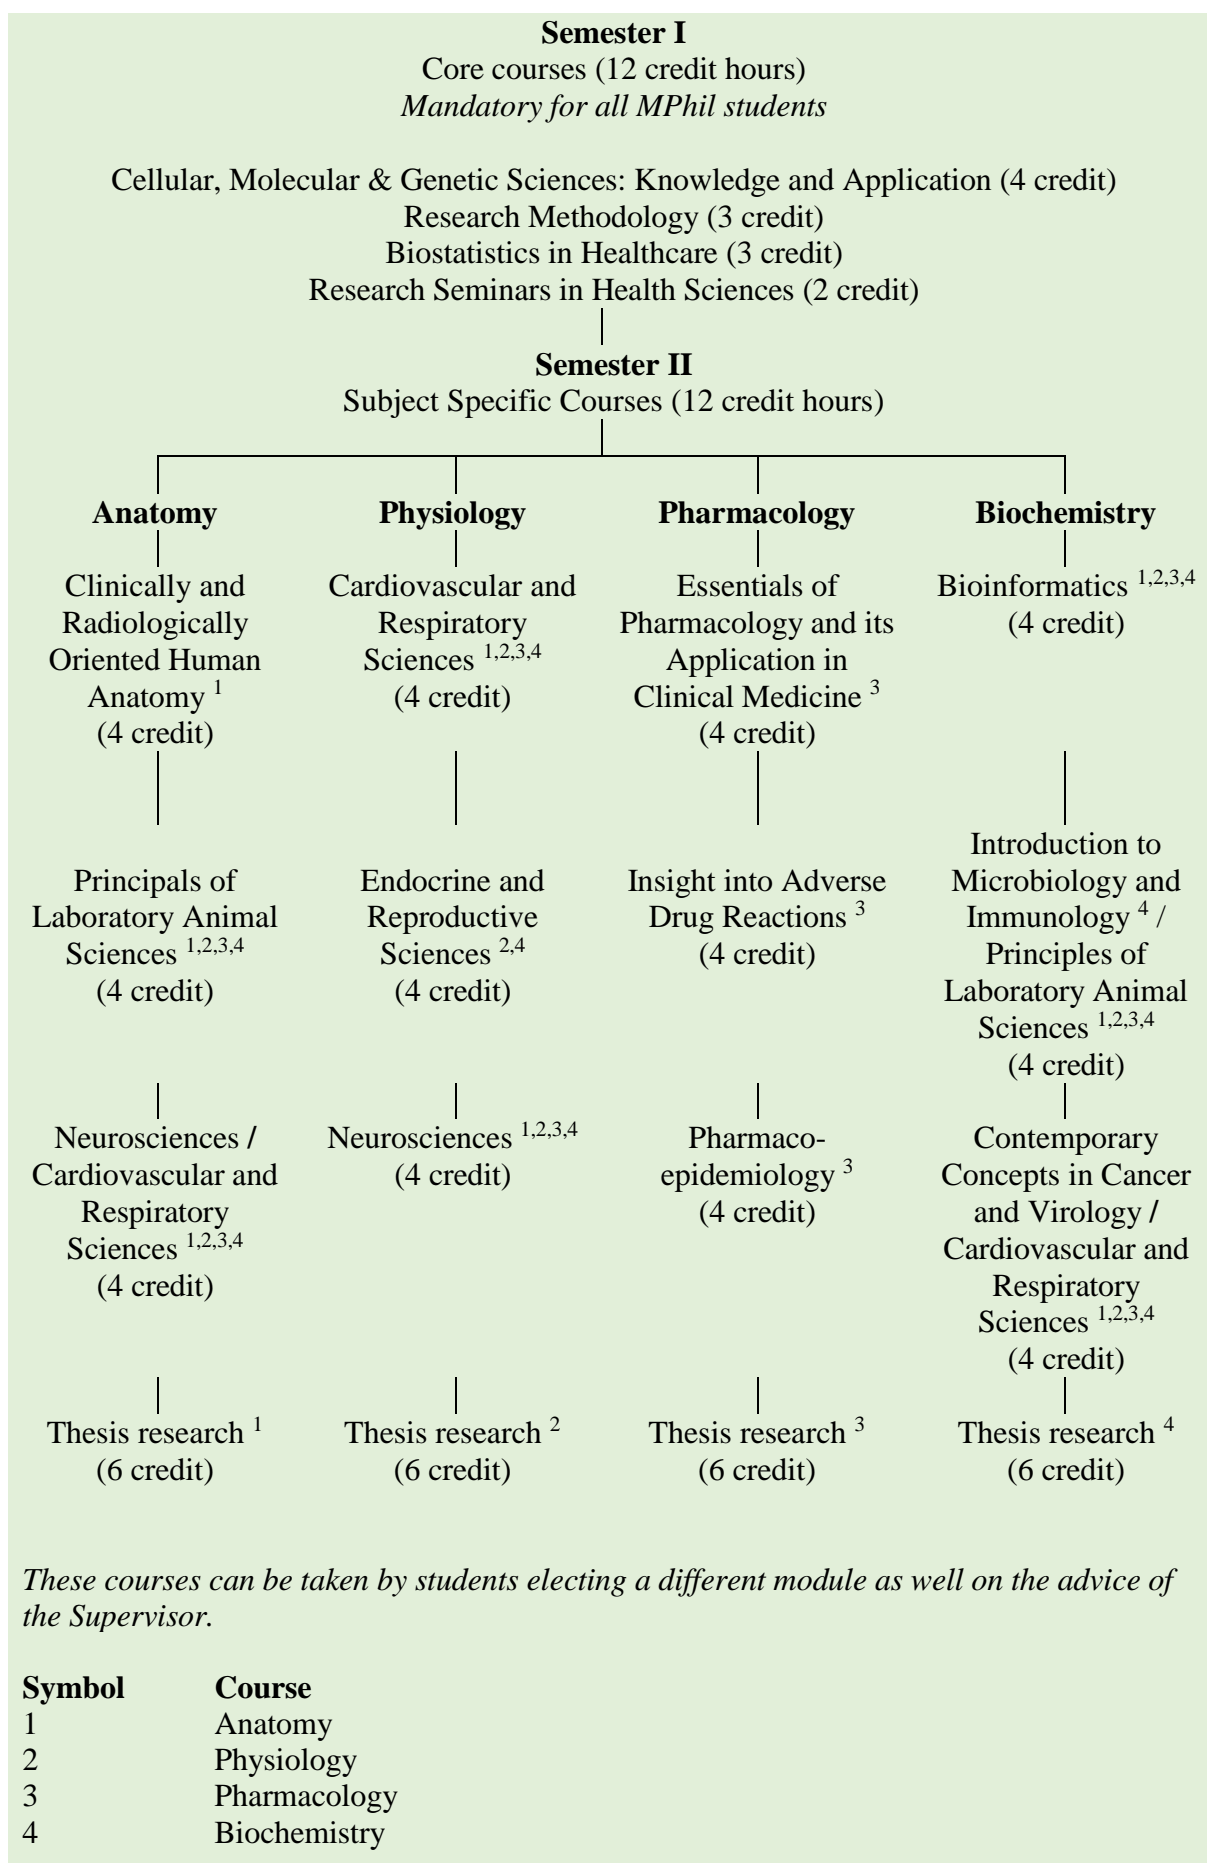 Semester I
Core courses (12 credit hours)
Mandatory for all MPhil students
Cellular, Molecular & Genetic Sciences: Knowledge and Application (4 credit)
Research Methodology (3 credit)
Biostatistics in Healthcare (3 credit)
Research Seminars in Health Sciences (2 credit)
Semester II
Subject Specific Courses (12 credit hours)
Anatomy
Clinically and
Radiologically
Oriented Human
Anatomy 1
(4 credit)
Principals of
Laboratory Animal
Sciences 1,2,3,4
(4 credit)
Neurosciences /
Cardiovascular and
Respiratory
Sciences 1,2,3,4
(4 credit)
Thesis research 1
(6 credit)
Physiology
Cardiovascular and
Respiratory
Sciences 1,2,3,4
(4 credit)
Endocrine and
Reproductive
Sciences 2,4
(4 credit)
Neurosciences 1,2,3,4
(4 credit)
Thesis research 2
(6 credit)
Pharmacology
Essentials of
Pharmacology and its
Application in
Clinical Medicine 3
(4 credit)
Insight into Adverse
Drug Reactions 3
(4 credit)
Pharmaco-
epidemiology 3
(4 credit)
Thesis research 3
(6 credit)
Biochemistry
Bioinformatics 1,2,3,4
(4 credit)
Introduction to
Microbiology and
Immunology 4 /
Principles of
Laboratory Animal
Sciences 1,2,3,4
(4 credit)
Contemporary
Concepts in Cancer
and Virology /
Cardiovascular and
Respiratory
Sciences 1,2,3,4
(4 credit)
Thesis research 4
(6 credit)
These courses can be taken by students electing a different module as well on the advice of
the Supervisor.
Symbol Course
1 Anatomy
2 Physiology
3 Pharmacology
4 Biochemistry